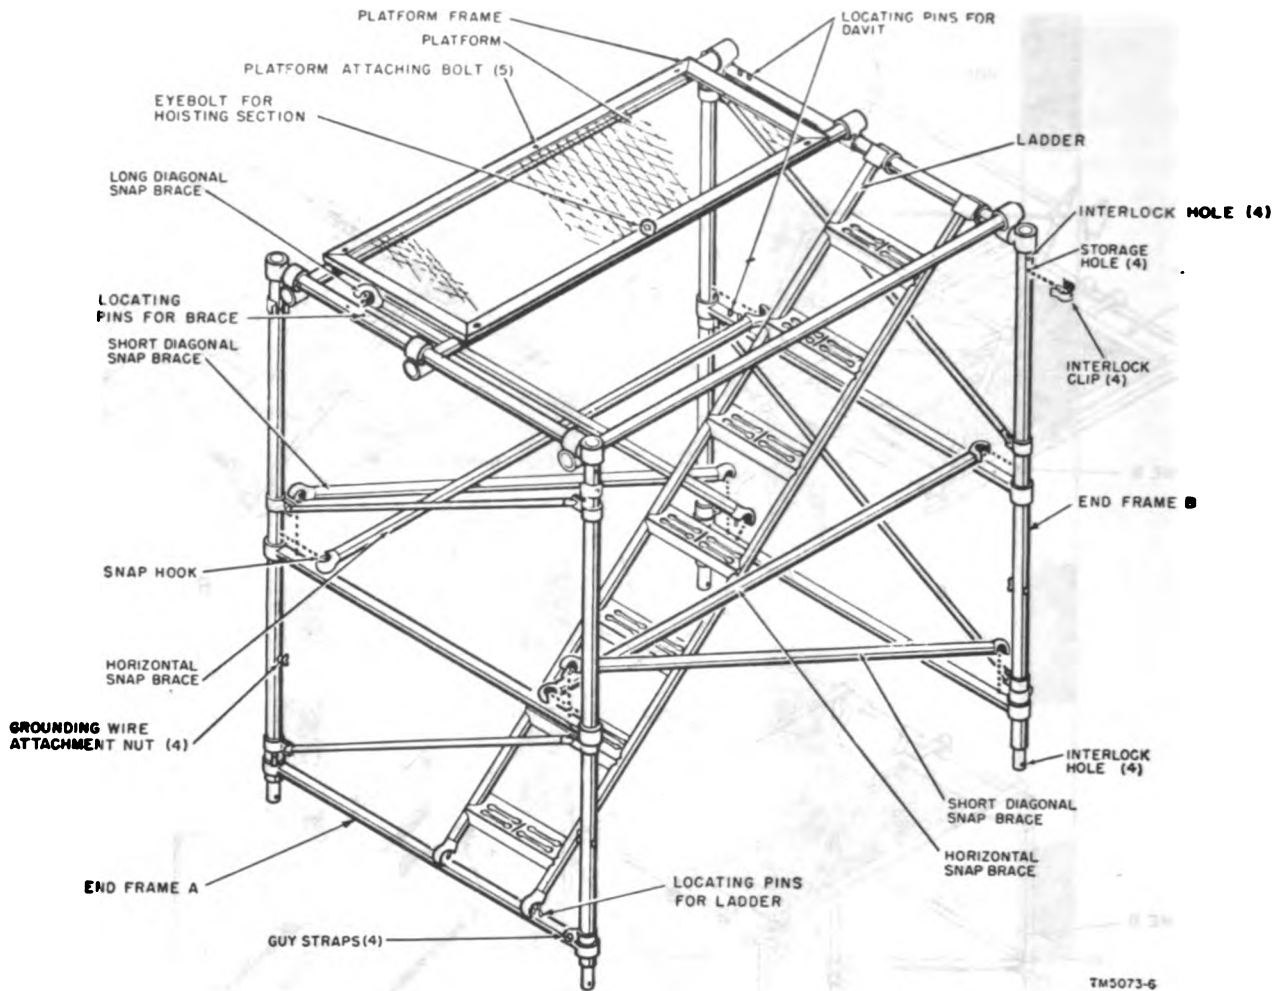 PLATFORM FRAME
PLATFORM
PLATFORM ATTACHING BOLT (5)
EYEBOLT FOR
HOISTING SECTION
LOCATING PINS FOR
DAVIT
LADDER
LONG DIAGONAL
SNAP BRACE
INTERLOCK HOLE (4)
STORAGE
HOLE (4)
LOCATING
PINS FOR BRACE
SHORT DIAGONAL
SNAP BRACE
INTERLOCK
CLIP (4)
END FRAME B
SNAP HOOK
HORIZONTAL
SNAP BRACE
GROUNDING WIRE
ATTACHMENT NUT (4)
INTERLOCK
HOLE (4)
SHORT DIAGONAL
SNAP BRACE
HORIZONTAL
SNAP BRACE
END FRAME A
LOCATING PINS
FOR LADDER
GUY STRAPS (4)
TM5073-6